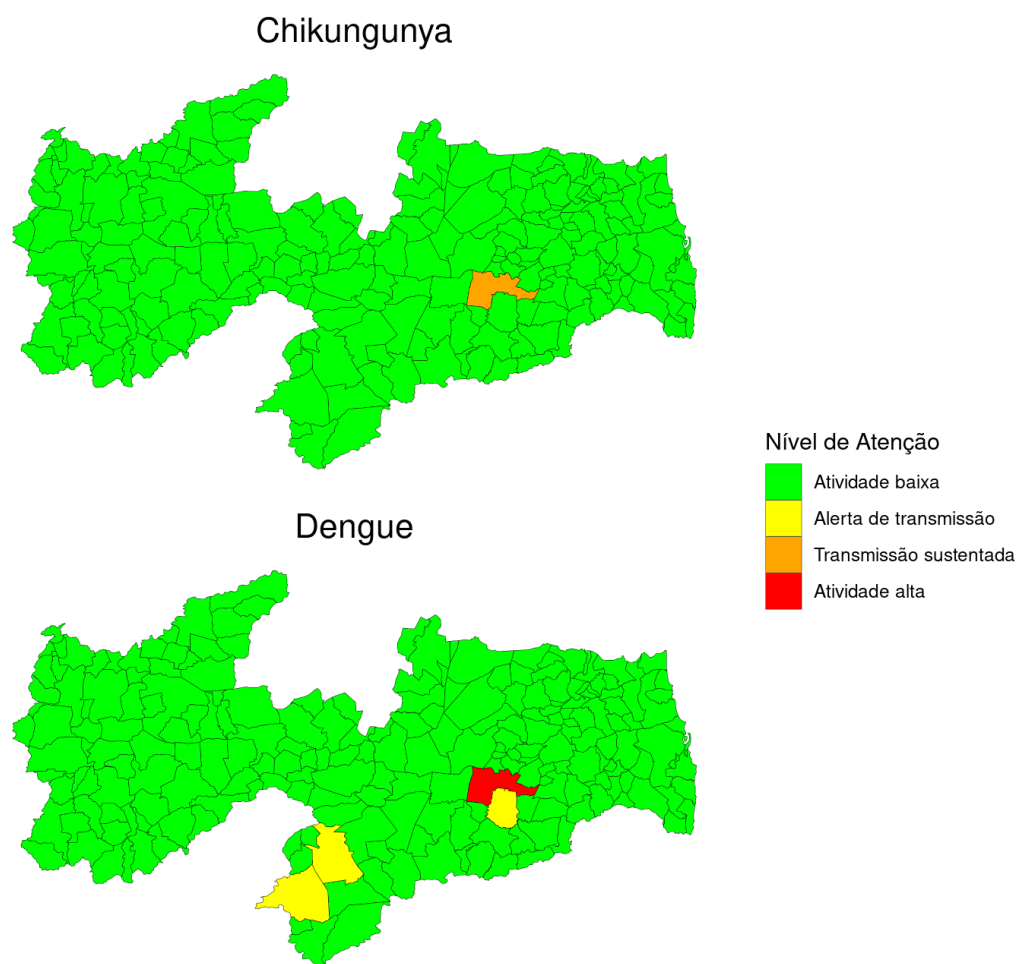 Chikungunya
Nível de Atenção
Atividade baixa
Alerta de transmissão
Transmissão sustentada
Atividade alta
Dengue